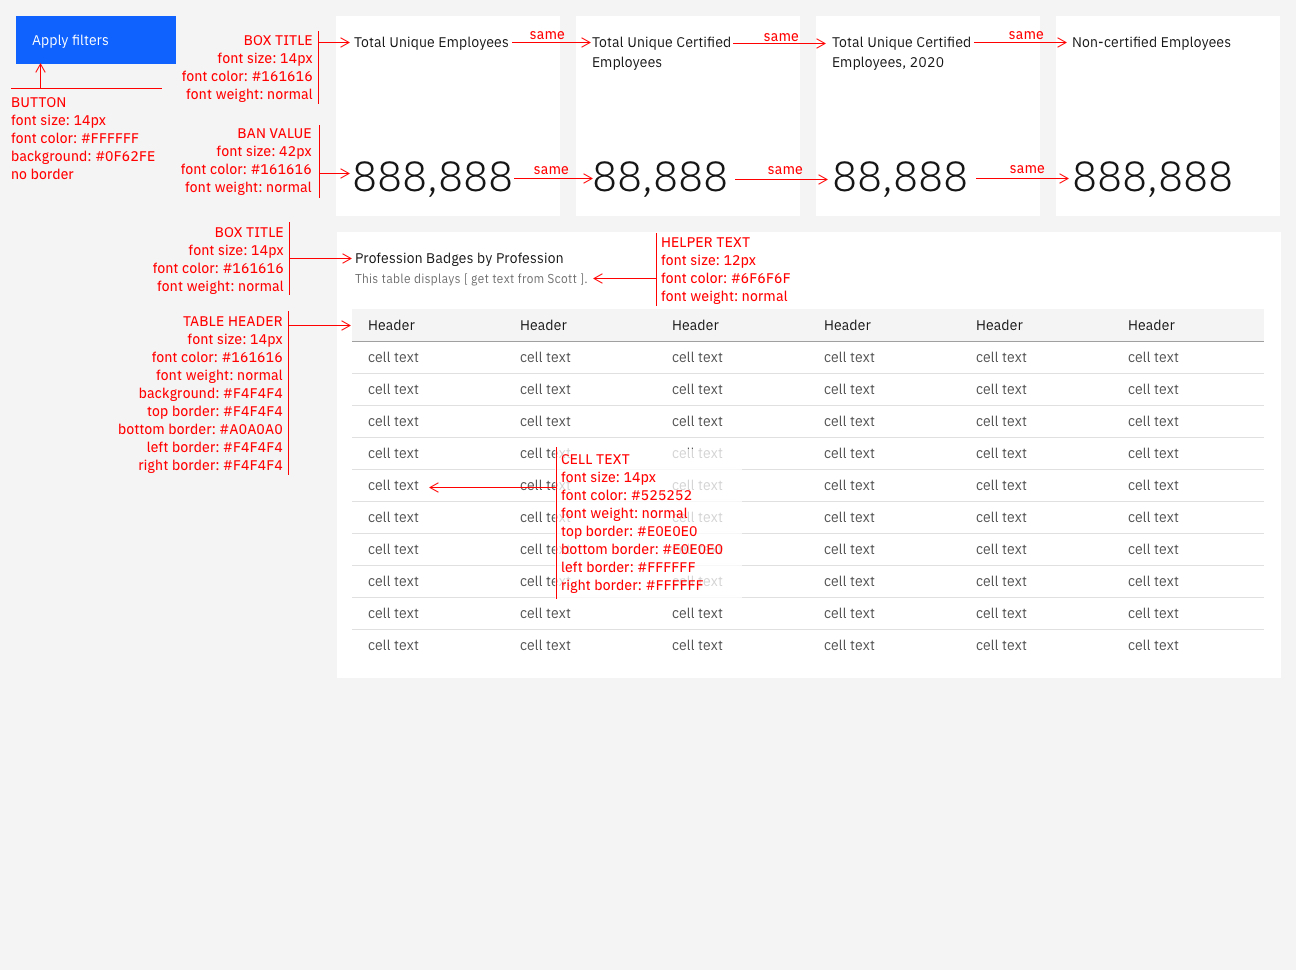 Apply filters
BUTTON
font size: 14px
font color: #FFFFFF
background: #0F62FE
no border
BOX TITLE
font size: 14px
font color: #161616
font weight: normal
Total Unique Employees
same
Total Unique Certified
Employees
same
Total Unique Certified
Employees, 2020
same
Non-certified Employees
BAN VALUE
font size: 42px
font color: #161616
font weight: normal
888,888
same
88,888
same
88,888
same
888,888
BOX TITLE
font size: 14px
font color: #161616
font weight: normal
Profession Badges by Profession
This table displays [ get text from Scott ].
HELPER TEXT
font size: 12px
font color: #6F6F6F
font weight: normal
TABLE HEADER
font size: 14px
font color: #161616
font weight: normal
background: #F4F4F4
top border: #F4F4F4
bottom border: #A0A0A0
left border: #F4F4F4
right border: #F4F4F4
Header Header Header Header Header Header
cell text cell text cell text cell text cell text cell text
cell text cell text cell text cell text cell text cell text
cell text cell text cell text cell text cell text cell text
cell text cell text cell text cell text cell text cell text
cell text cell text cell text cell text cell text cell text
cell text cell text cell text cell text cell text cell text
cell text cell text cell text cell text cell text cell text
cell text cell text cell text cell text cell text cell text
cell text cell text cell text cell text cell text cell text
cell text cell text cell text cell text cell text cell text
CELL TEXT
font size: 14px
font color: #525252
font weight: normal
top border: #E0E0E0
bottom border: #E0E0E0
left border: #FFFFFF
right border: #FFFFFF